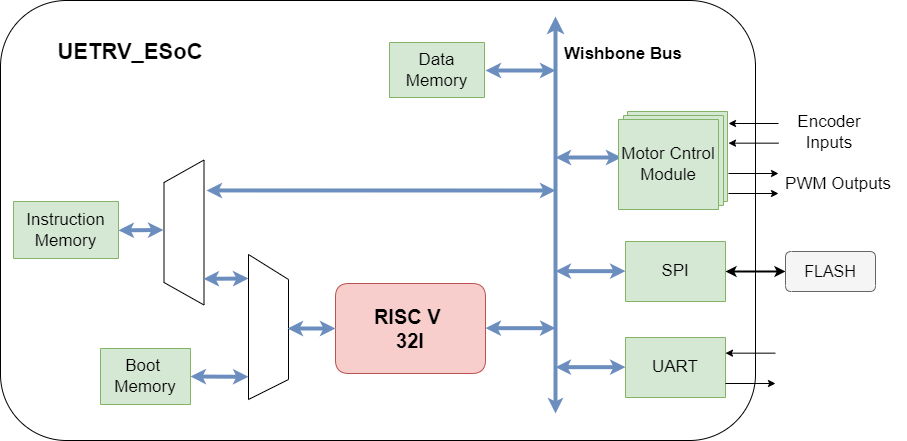 UETRV_ESoC
Data
Memory
Wishbone Bus
Motor Cntrol
Module
Encoder
Inputs
PWM Outputs
Instruction
Memory
SPI
FLASH
RISC V
32I
Boot
Memory
UART